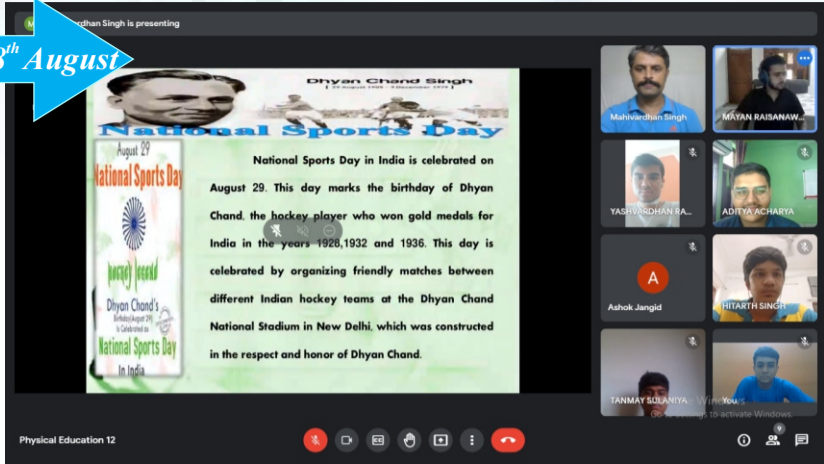 Mahivardhan Singh is presenting
8th August
Dhyan Chand Singh
[ 29 August 1905 - 3 December 1979 ]
National Sports Day
August 29
National Sports Day
hockey legend
Dhyan Chand's
Birthday(August 29)
Is Celebrated as
National Sports Day
In India
National Sports Day in India is celebrated on
August 29. This day marks the birthday of Dhyan
Chand, the hockey player who won gold medals for
India in the years 1928,1932 and 1936. This day is
celebrated by organizing friendly matches between
different Indian hockey teams at the Dhyan Chand
National Stadium in New Delhi, which was constructed
in the respect and honor of Dhyan Chand.
Mahivardhan Singh
MAYAN RAISANAW...
YASHVARDHAN RA...
ADITYA ACHARYA
A
Ashok Jangid
HITARTH SINGH
TANMAY SULANIYA
You
to activate Windows.
Physical Education 12
9